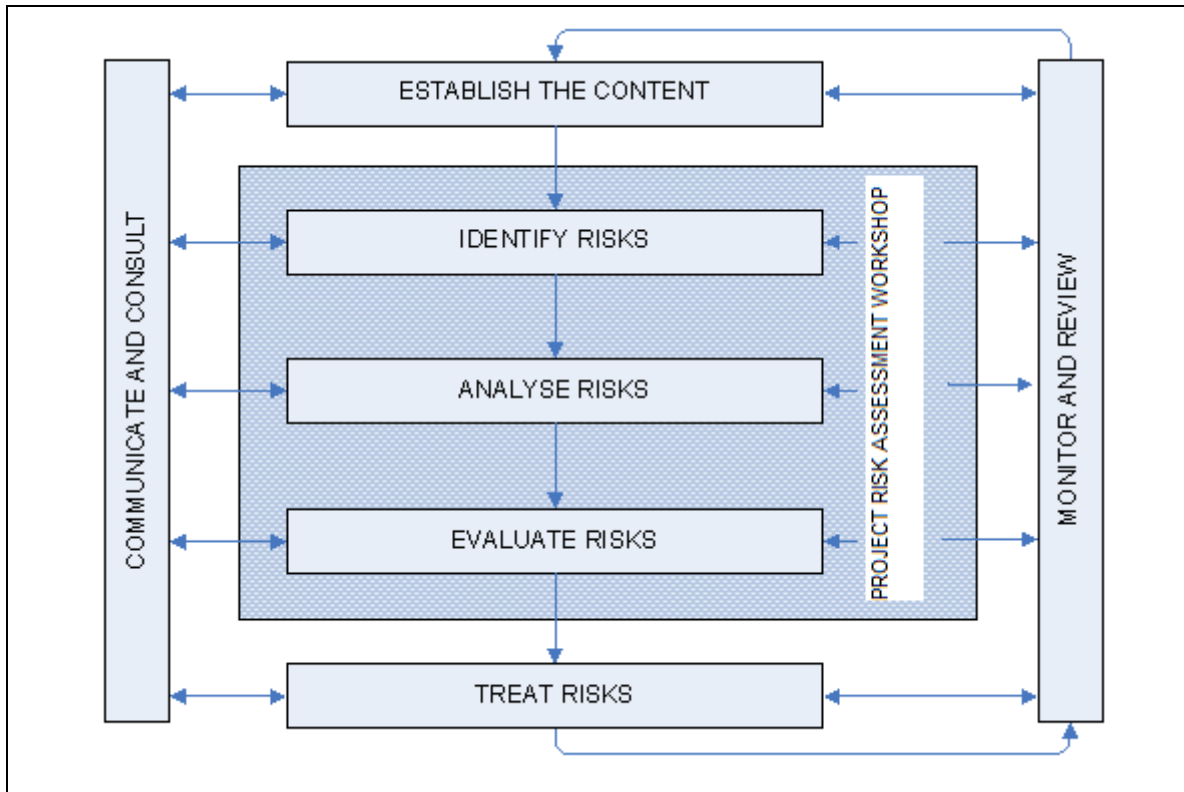 ESTABLISH THE CONTENT
COMMUNICATE AND CONSULT
IDENTIFY RISKS
ANALYSE RISKS
EVALUATE RISKS
PROJECT RISK ASSESSMENT WORKSHOP
MONITOR AND REVIEW
TREAT RISKS